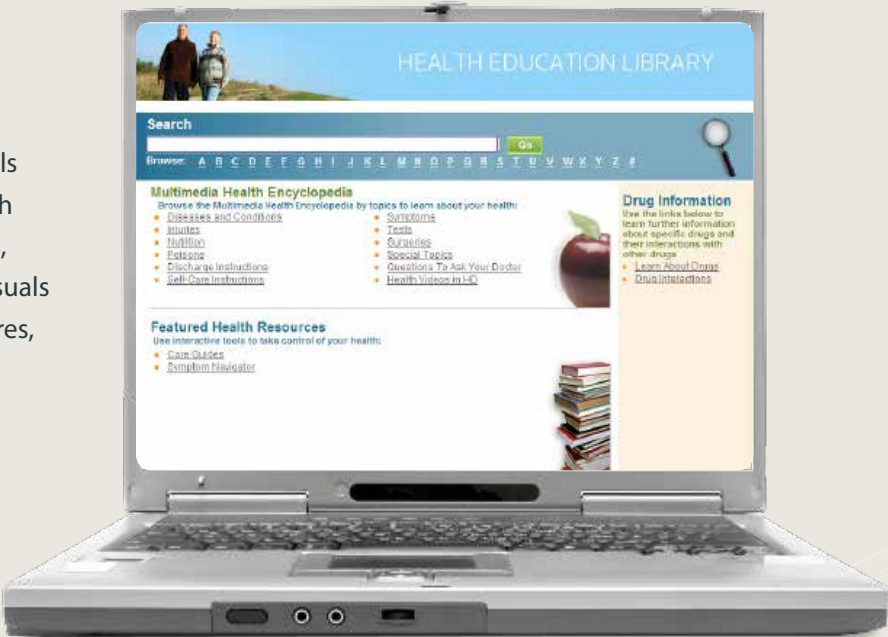 ls
h
,
suals
res,
HEALTH EDUCATION LIBRARY
Search
Go
Browse: A B C D E F G H I J K L M N O P Q R S T U V W X Y Z #
Multimedia Health Encyclopedia
Browse the Multimedia Health Encyclopedia by topics to learn about your health:
Diseases and Conditions
Injuries
Nutrition
Poisons
Discharge Instructions
Self-Care Instructions
Symptoms
Tests
Surgeries
Special Topics
Questions To Ask Your Doctor
Health Videos in HD
Drug Information
Use the links below to
learn further information
about specific drugs and
their interactions with
other drugs
Learn About Drugs
Drug Interactions
Featured Health Resources
Use interactive tools to take control of your health:
Care Guides
Symptom Navigator